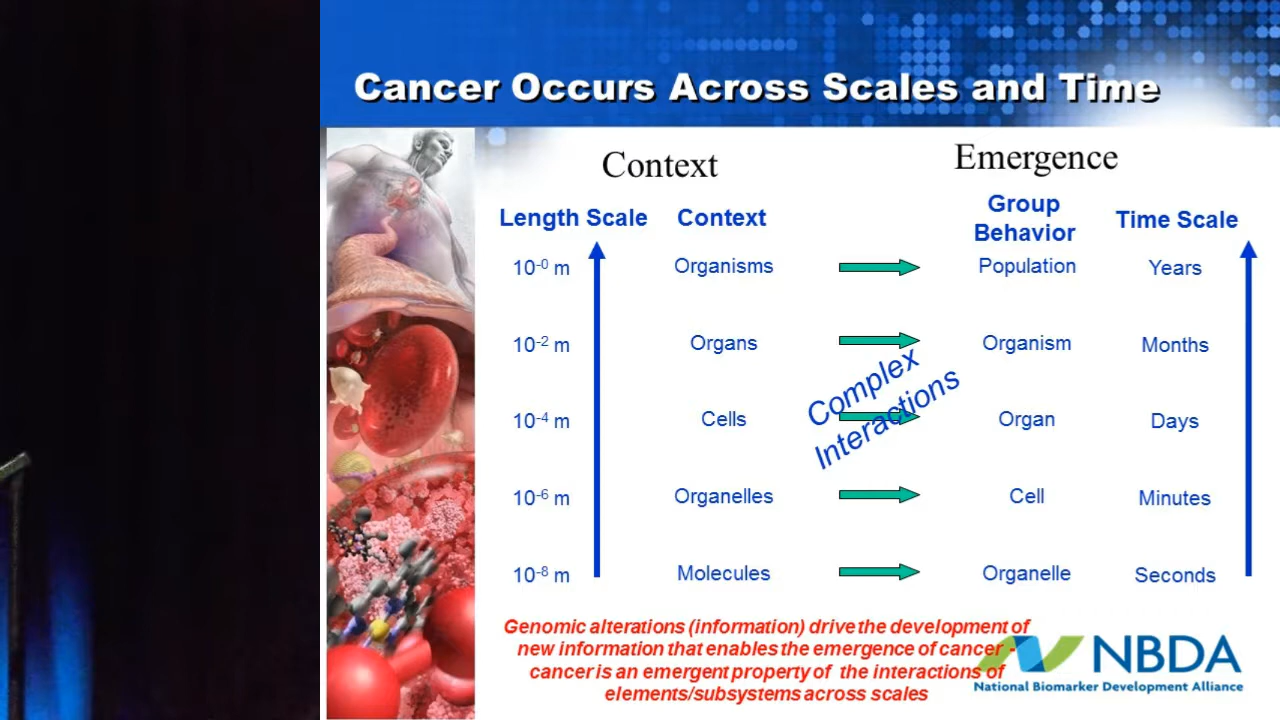 Cancer Occurs Across Scales and Time
Context
Emergence
Length Scale Context Group Behavior Time Scale
10-0 m Organisms Population Years
10-2 m Organs Organism Months
Complex
Interactions
10-4 m Cells Organ Days
10-6 m Organelles Cell Minutes
10-8 m Molecules Organelle Seconds
Genomic alterations (information) drive the development of
new information that enables the emergence of cancer -
cancer is an emergent property of the interactions of
elements/subsystems across scales
NBDA
National Biomarker Development Alliance